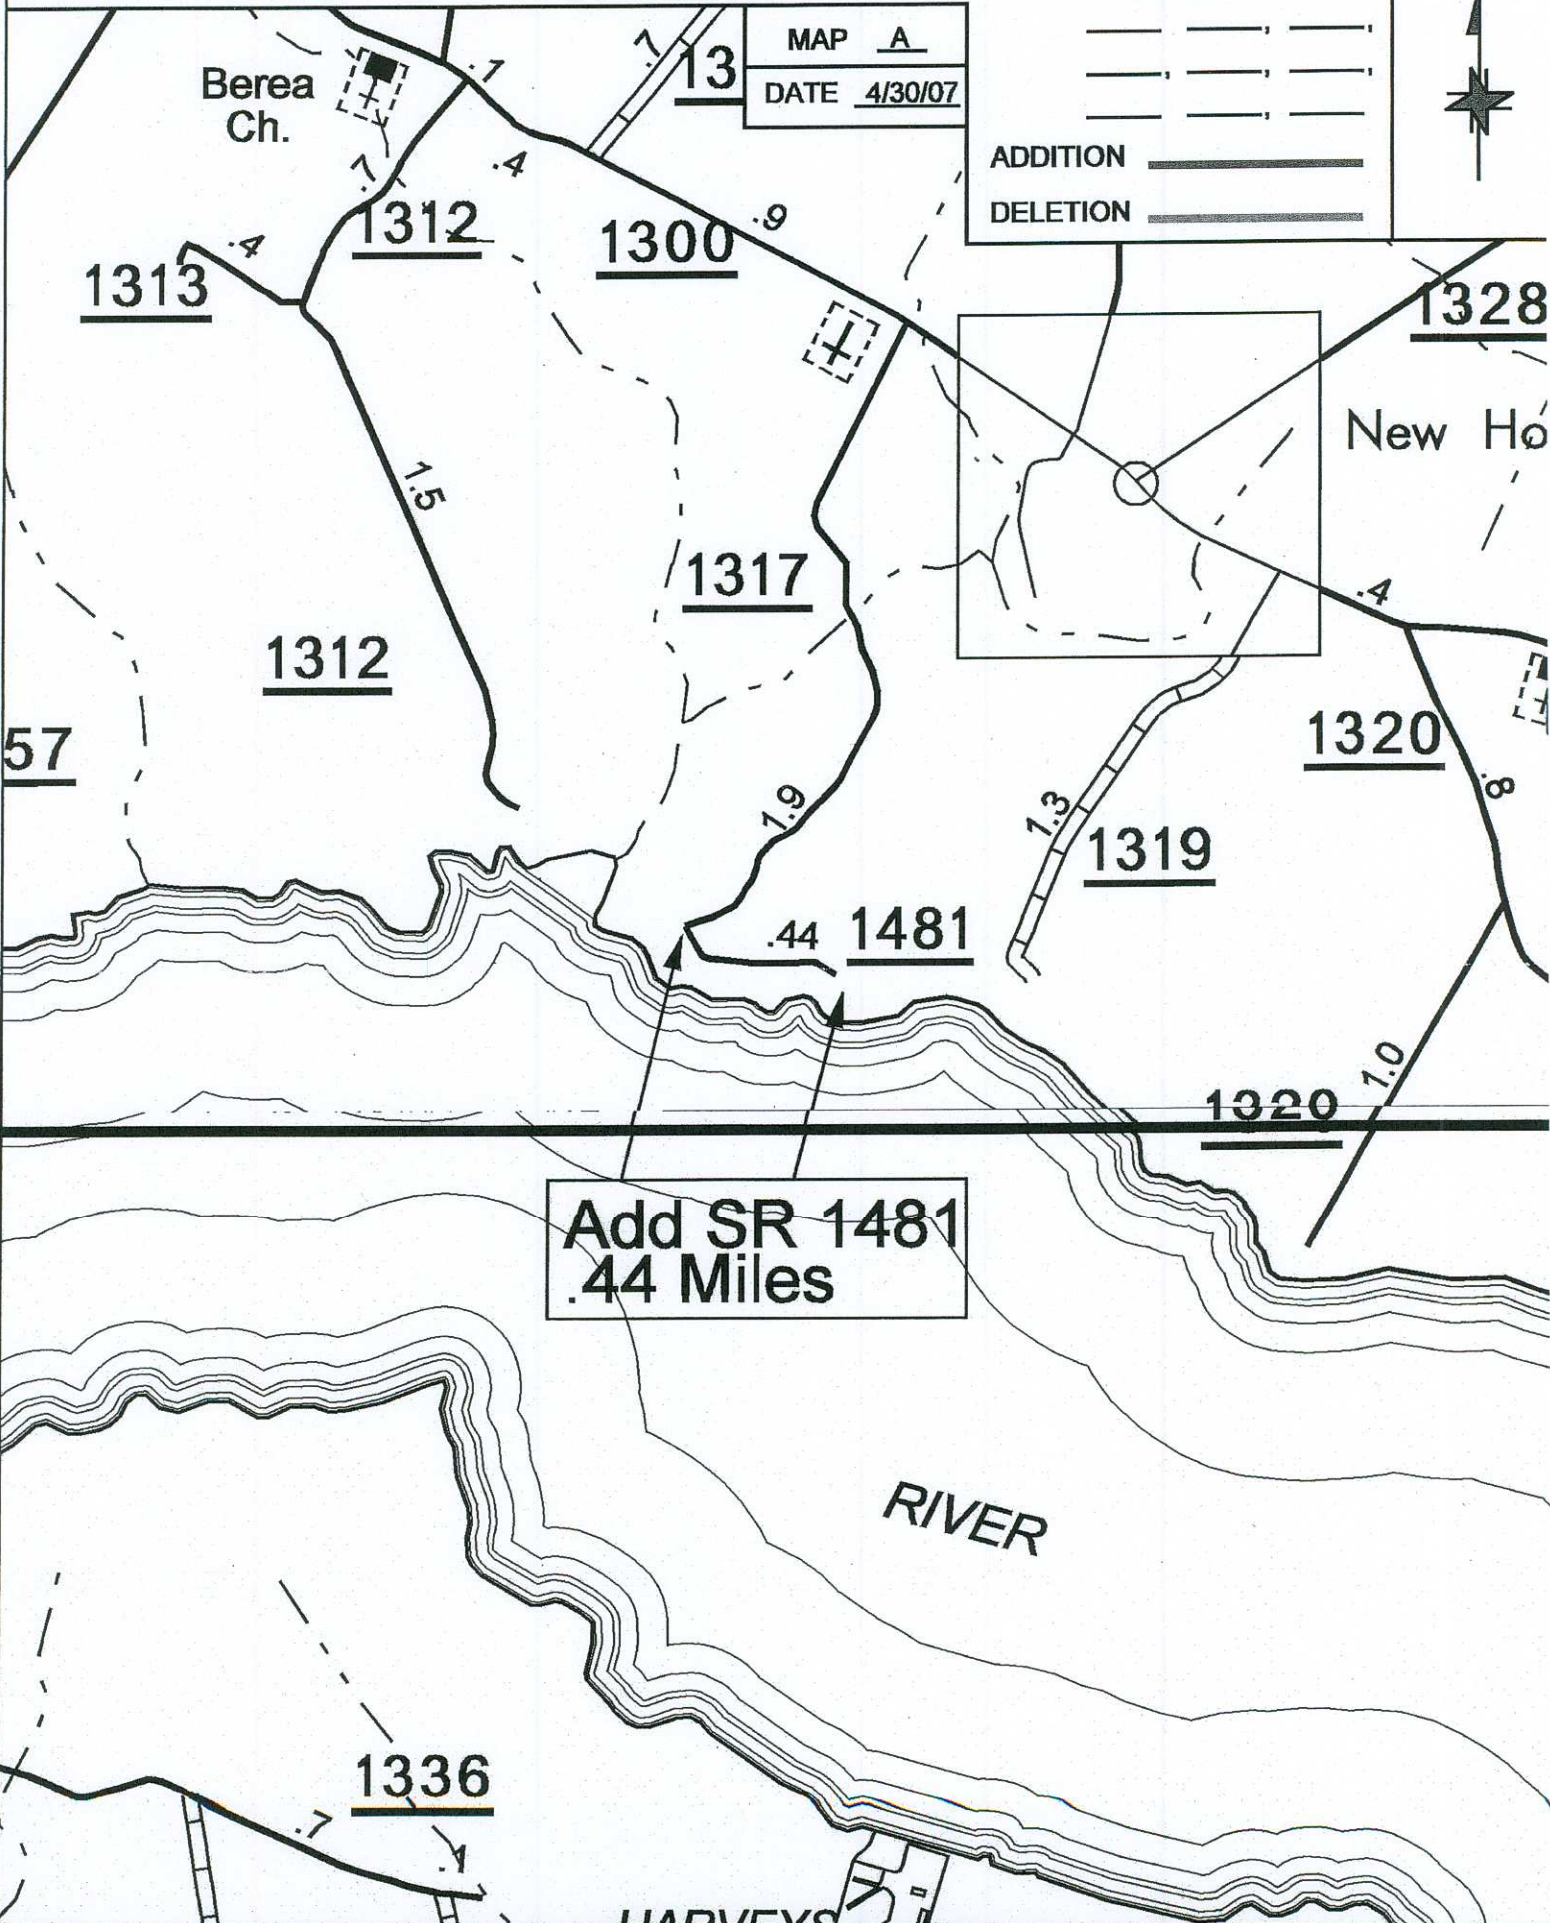 MAP A
DATE 4/30/07
ADDITION
DELETION
Berea
Ch.
.1
.7
13
.7
.4
1312
1300
.9
1313
.4
1328
1.5
New Ho
1317
.4
1312
57
1320
.8
1.9
1.3
1319
.44
1481
1.0
1320
Add SR 1481
.44 Miles
RIVER
1336
.7
.1
HARVEYS